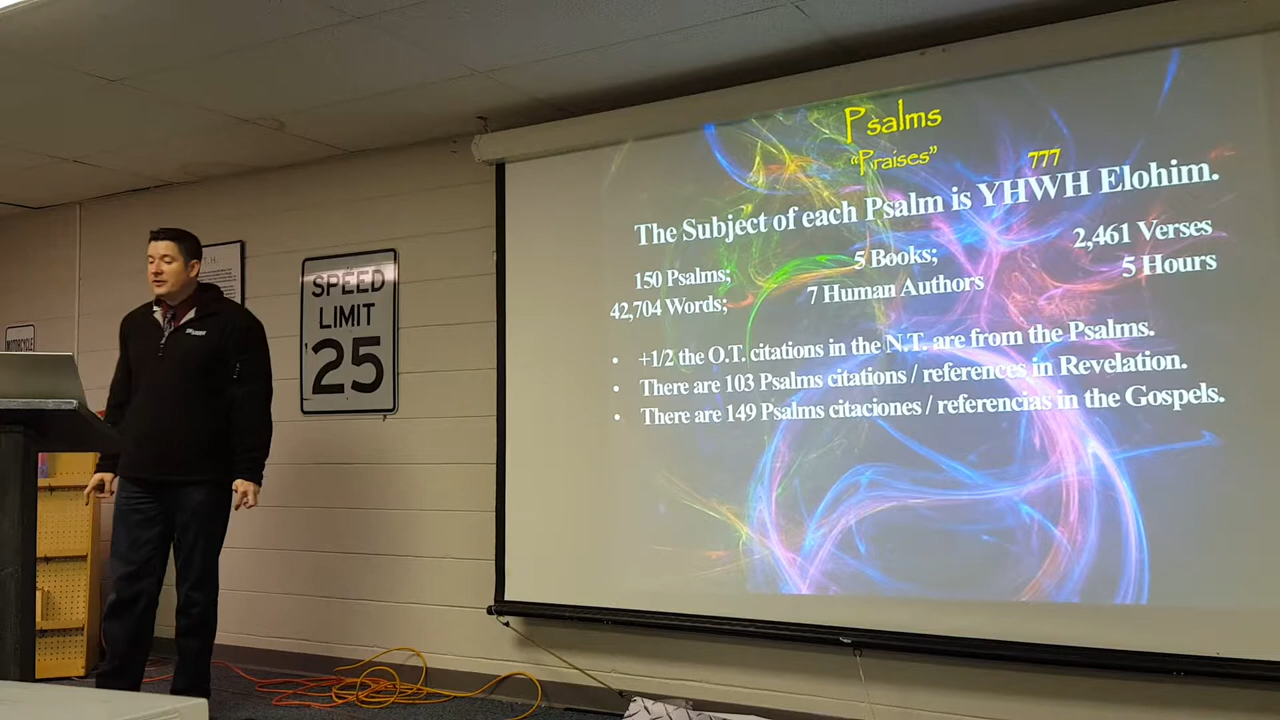 Psalms
"Praises"
777
The Subject of each Psalm is YHWH Elohim.
150 Psalms; 5 Books; 2,461 Verses
42,704 Words; 7 Human Authors 5 Hours
• +1/2 the O.T. citations in the N.T. are from the Psalms.
• There are 103 Psalms citations / references in Revelation.
• There are 149 Psalms citaciones / referencias in the Gospels.
SPEED
LIMIT
25
MOTORCYCLE
T.H.